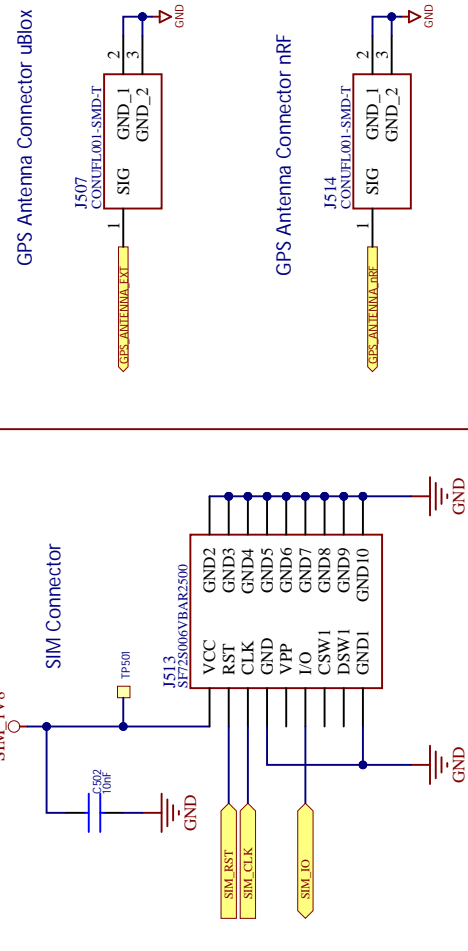 GPS Antenna Connector uBlox
J507
CONUFL001-SMD-T
GPS_ANTENNA_EXT
1
SIG
GND_1
GND_2
2
3
GND
GPS Antenna Connector nRF
J514
CONUFL001-SMD-T
GPS_ANTENNA_nRF
1
SIG
GND_1
GND_2
2
3
GND
SIM Connector
SIM_1V8
TP501
C502
10nF
GND
J513
SF72S006VBAR2500
VCC
RST
CLK
GND
VPP
I/O
CSW1
DSW1
GND1
GND2
GND3
GND4
GND5
GND6
GND7
GND8
GND9
GND10
SIM_RST
SIM_CLK
SIM_IO
GND
GND